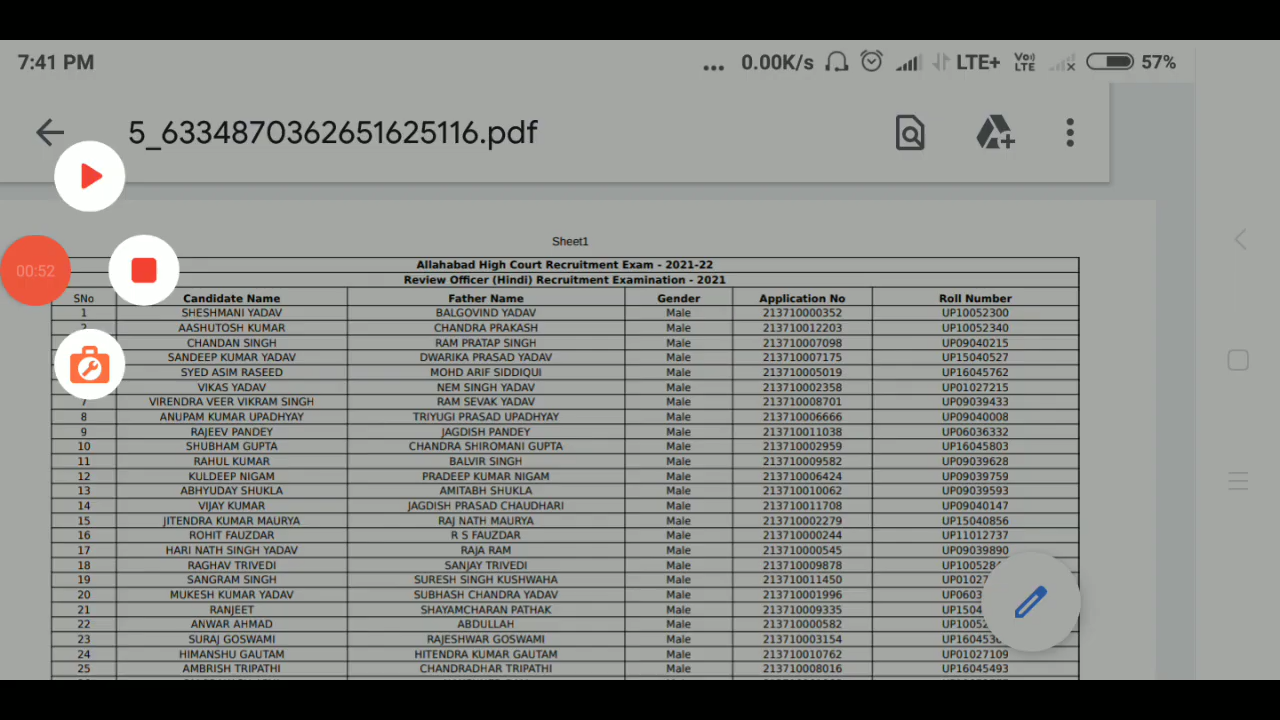 7:41 PM ... 0.00K/s LTE+ Vo) LTE 57%
5_6334870362651625116.pdf
00:52
Sheet1
Allahabad High Court Recruitment Exam - 2021-22
Review Officer (Hindi) Recruitment Examination - 2021
SNo Candidate Name Father Name Gender Application No Roll Number
1 SHESHMANI YADAV BALGOVIND YADAV Male 213710000352 UP10052300
2 AASHUTOSH KUMAR CHANDRA PRAKASH Male 213710012203 UP10052340
CHANDAN SINGH RAM PRATAP SINGH Male 213710007098 UP09040215
SANDEEP KUMAR YADAV DWARIKA PRASAD YADAV Male 213710007175 UP15040527
SYED ASIM RASEED MOHD ARIF SIDDIQUI Male 213710005019 UP16045762
VIKAS YADAV NEM SINGH YADAV Male 213710002358 UP01027215
7 VIRENDRA VEER VIKRAM SINGH RAM SEVAK YADAV Male 213710008701 UP09039433
8 ANUPAM KUMAR UPADHYAY TRIYUGI PRASAD UPADHYAY Male 213710006666 UP09040008
9 RAJEEV PANDEY JAGDISH PANDEY Male 213710011038 UP06036332
10 SHUBHAM GUPTA CHANDRA SHIROMANI GUPTA Male 213710002959 UP16045803
11 RAHUL KUMAR BALVIR SINGH Male 213710009582 UP09039628
12 KULDEEP NIGAM PRADEEP KUMAR NIGAM Male 213710006424 UP09039759
13 ABHYUDAY SHUKLA AMITABH SHUKLA Male 213710010062 UP09039593
14 VIJAY KUMAR JAGDISH PRASAD CHAUDHARI Male 213710011708 UP09040147
15 JITENDRA KUMAR MAURYA RAJ NATH MAURYA Male 213710002279 UP15040856
16 ROHIT FAUZDAR R S FAUZDAR Male 213710000244 UP11012737
17 HARI NATH SINGH YADAV RAJA RAM Male 213710000545 UP09039890
18 RAGHAV TRIVEDI SANJAY TRIVEDI Male 213710009878
19 SANGRAM SINGH SURESH SINGH KUSHWAHA Male 213710011450
20 MUKESH KUMAR YADAV SUBHASH CHANDRA YADAV Male 213710001996
21 RANJEET SHAYAMCHARAN PATHAK Male 213710009335
22 ANWAR AHMAD ABDULLAH Male 213710000582
23 SURAJ GOSWAMI RAJESHWAR GOSWAMI Male 213710003154
24 HIMANSHU GAUTAM HITENDRA KUMAR GAUTAM Male 213710010762 UP01027109
25 AMBRISH TRIPATHI CHANDRADHAR TRIPATHI Male 213710008016 UP16045493